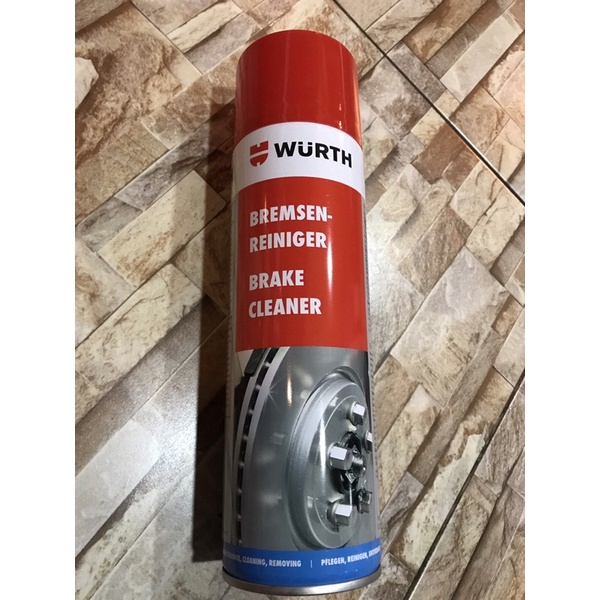 WÜRTH
BREMSEN-
REINIGER
BRAKE
CLEANER
CLEANING, REMOVING | PFLEGEN, REINIGEN,